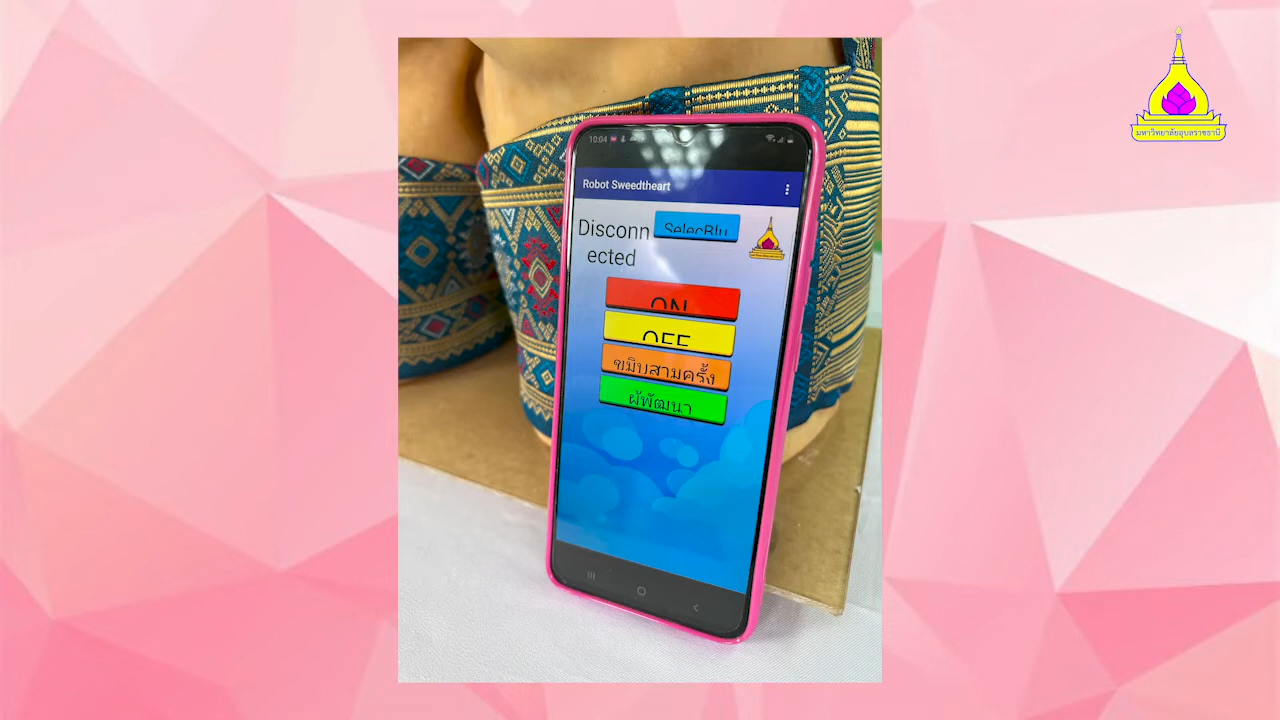 มหาวิทยาลัยอุบลราชธานี
10:04
Robot Sweedtheart
Disconn
ected
SelecBlu
ON
OFF
ขมิบสามครั้ง
ผู้พัฒนา